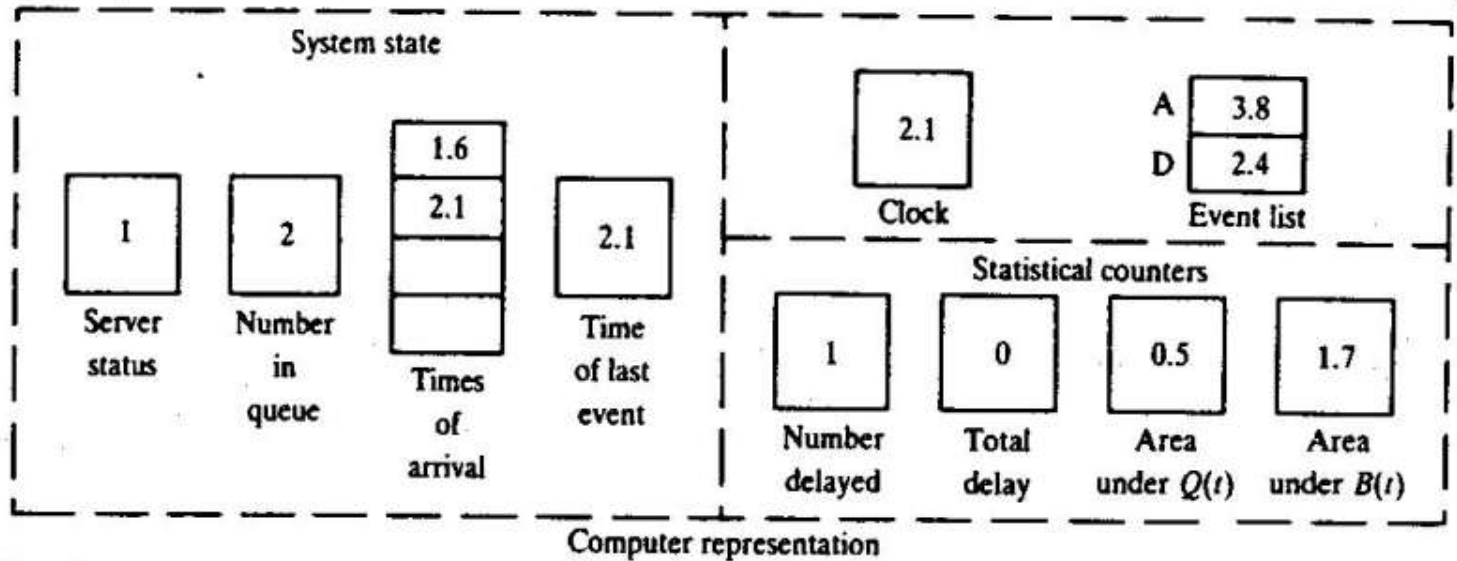 System state
1
Server
status
2
Number
in
queue
1.6
2.1
Times
of
arrival
2.1
Time
of last
event
2.1
Clock
A 3.8
D 2.4
Event list
Statistical counters
1
Number
delayed
0
Total
delay
0.5
Area
under Q(t)
1.7
Area
under B(t)
Computer representation